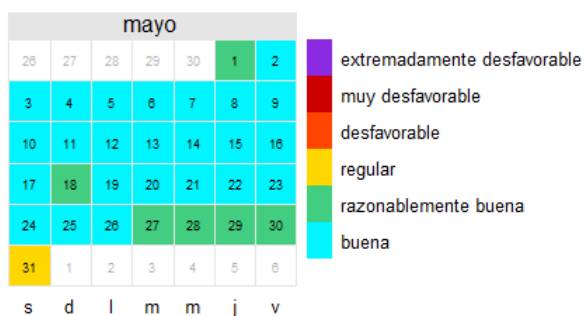 mayo
26 27 28 29 30 1 2
3 4 5 6 7 8 9
10 11 12 13 14 15 16
17 18 19 20 21 22 23
24 25 26 27 28 29 30
31 1 2 3 4 5 6
s d l m m j v
extremadamente desfavorable
muy desfavorable
desfavorable
regular
razonablemente buena
buena